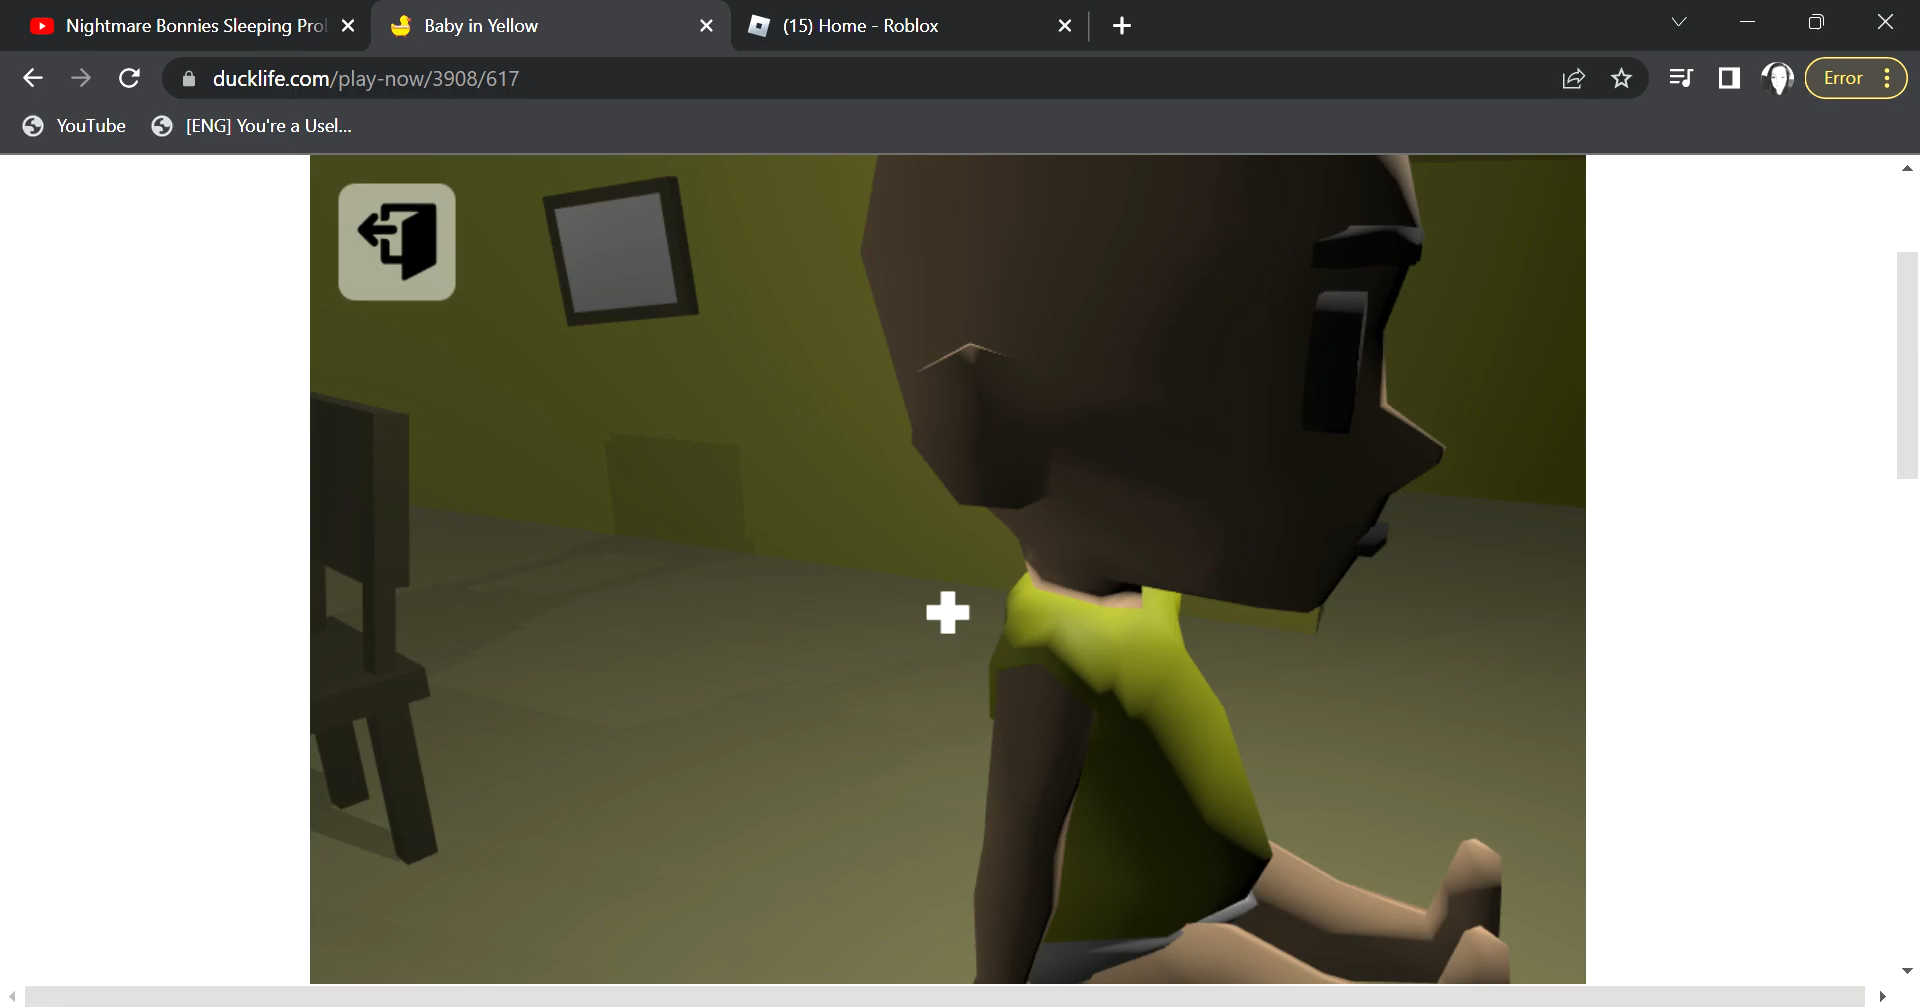 Nightmare Bonnies Sleeping Pro
Baby in Yellow
(15) Home - Roblox
ducklife.com/play-now/3908/617
Error
YouTube
[ENG] You're a Usel...